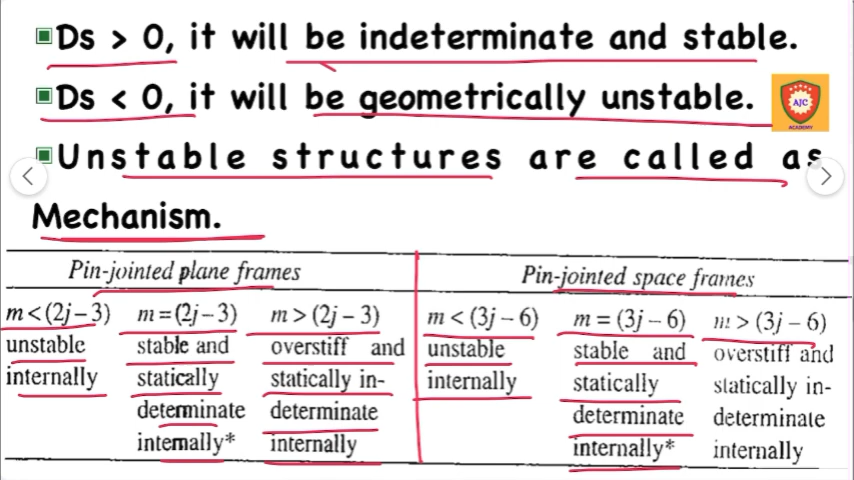 Ds > 0, it will be indeterminate and stable.
Ds < 0, it will be geometrically unstable.
AJC
ACADEMY
Unstable structures are called as
Mechanism.
Pin-jointed plane frames Pin-jointed space frames
m < (2j – 3) m = (2j – 3) m > (2j – 3) m < (3j – 6) m = (3j – 6) m > (3j – 6)
unstable stable and overstiff and unstable stable and overstiff and
internally statically statically in- internally statically statically in-
determinate determinate determinate determinate
internally* internally internally* internally